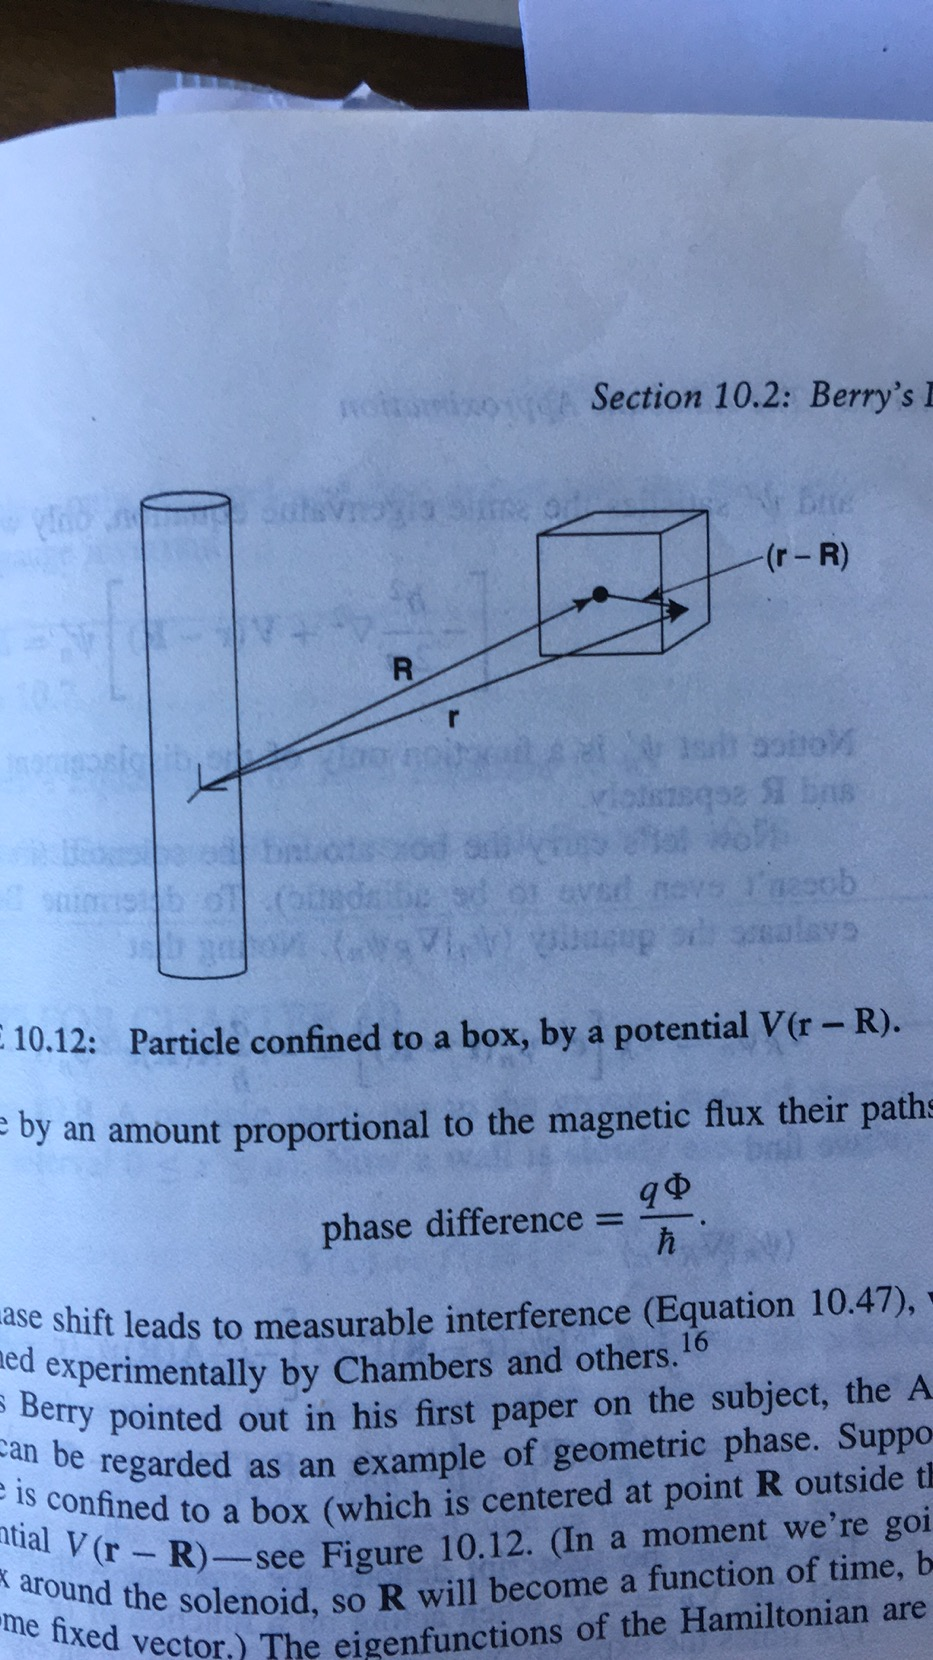 Section 10.2: Berry's
(r – R)
R
r
10.12: Particle confined to a box, by a potential V(r – R).
by an amount proportional to the magnetic flux their paths
phase difference = qΦ/ħ.
ase shift leads to measurable interference (Equation 10.47),
ned experimentally by Chambers and others.¹⁶
s Berry pointed out in his first paper on the subject, the A
can be regarded as an example of geometric phase. Suppo
e is confined to a box (which is centered at point R outside th
ntial V(r – R)—see Figure 10.12. (In a moment we're goi
x around the solenoid, so R will become a function of time, b
ome fixed vector.) The eigenfunctions of the Hamiltonian are